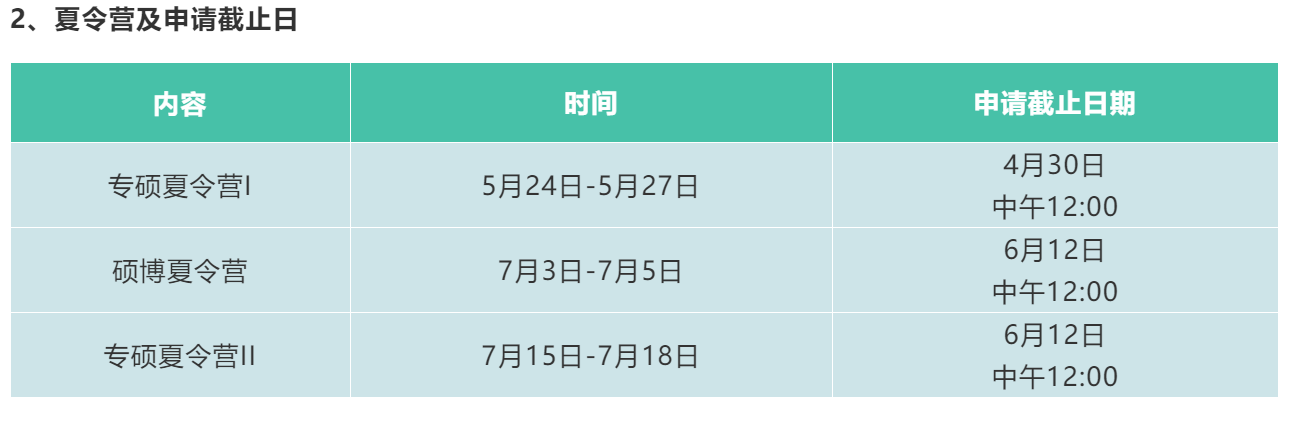 2、夏令营及申请截止日
内容 时间 申请截止日期
专硕夏令营I 5月24日-5月27日 4月30日
中午12:00
硕博夏令营 7月3日-7月5日 6月12日
中午12:00
专硕夏令营II 7月15日-7月18日 6月12日
中午12:00